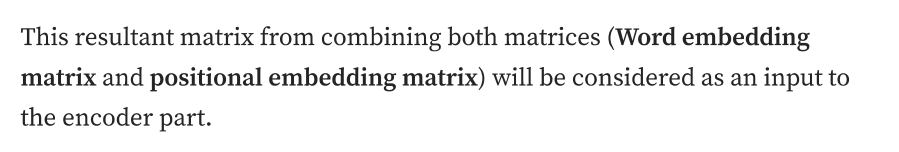 This resultant matrix from combining both matrices (Word embedding
matrix and positional embedding matrix) will be considered as an input to
the encoder part.